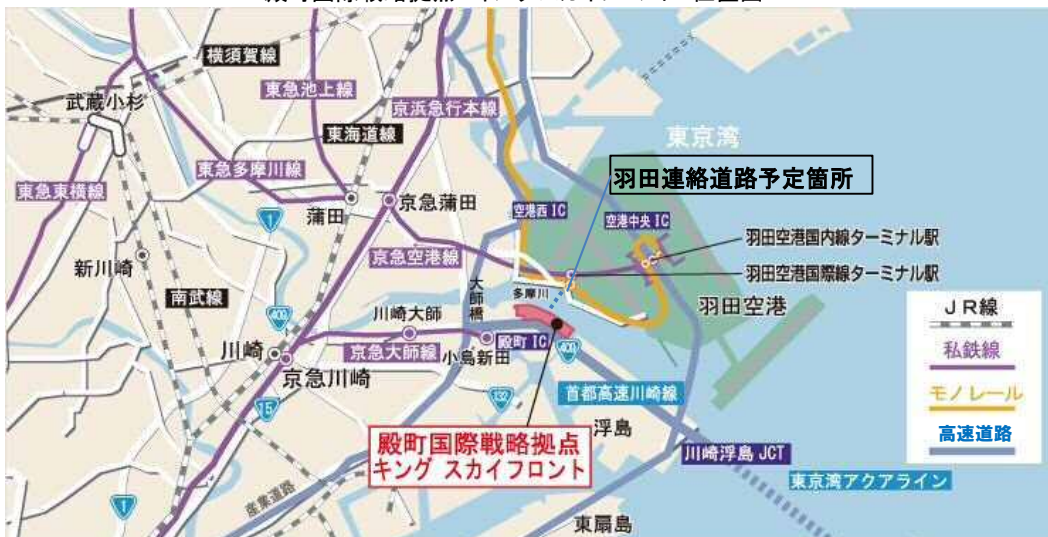 横須賀線
武蔵小杉
東急池上線
京浜急行本線
東海道線
東京湾
東急多摩川線
羽田連絡道路予定箇所
東急東横線
1
蒲田
京急蒲田
空港西 IC
空港中央 IC
羽田空港国内線ターミナル駅
京急空港線
新川崎
羽田空港国際線ターミナル駅
大師橋
多摩川
南武線
409
川崎大師
羽田空港
JR線
私鉄線
モノレール
高速道路
川崎
京急大師線
小島新田
殿町 IC
409
京急川崎
首都高速川崎線
15
132
殿町国際戦略拠点
キング スカイフロント
浮島
川崎浮島 JCT
東京湾アクアライン
産業道路
1
東扇島